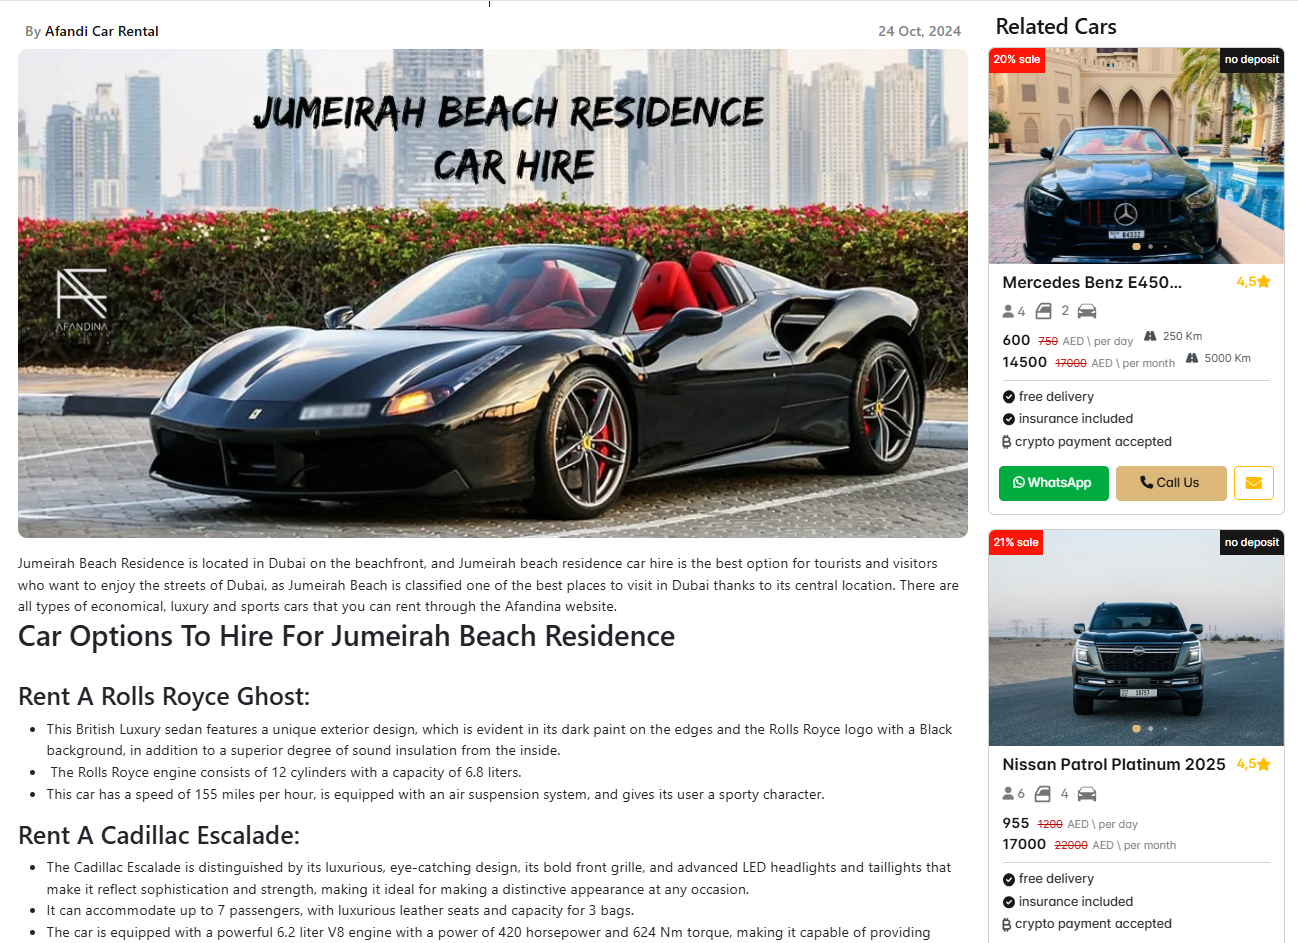 By Afandi Car Rental
24 Oct, 2024
JUMEIRAH BEACH RESIDENCE
CAR HIRE
AFANDINA
Jumeirah Beach Residence is located in Dubai on the beachfront, and Jumeirah beach residence car hire is the best option for tourists and visitors
who want to enjoy the streets of Dubai, as Jumeirah Beach is classified one of the best places to visit in Dubai thanks to its central location. There are
all types of economical, luxury and sports cars that you can rent through the Afandina website.
Car Options To Hire For Jumeirah Beach Residence
Rent A Rolls Royce Ghost:
• This British Luxury sedan features a unique exterior design, which is evident in its dark paint on the edges and the Rolls Royce logo with a Black
background, in addition to a superior degree of sound insulation from the inside.
• The Rolls Royce engine consists of 12 cylinders with a capacity of 6.8 liters.
• This car has a speed of 155 miles per hour, is equipped with an air suspension system, and gives its user a sporty character.
Rent A Cadillac Escalade:
• The Cadillac Escalade is distinguished by its luxurious, eye-catching design, its bold front grille, and advanced LED headlights and taillights that
make it reflect sophistication and strength, making it ideal for making a distinctive appearance at any occasion.
• It can accommodate up to 7 passengers, with luxurious leather seats and capacity for 3 bags.
• The car is equipped with a powerful 6.2 liter V8 engine with a power of 420 horsepower and 624 Nm torque, making it capable of providing
Related Cars
20% sale
no deposit
84337
Mercedes Benz E450...
4,5
4 2
600 750 AED \ per day 250 Km
14500 17000 AED \ per month 5000 Km
free delivery
insurance included
crypto payment accepted
WhatsApp
Call Us
21% sale
no deposit
Nissan Patrol Platinum 2025
4,5
6 4
955 1200 AED \ per day
17000 22000 AED \ per month
free delivery
insurance included
crypto payment accepted